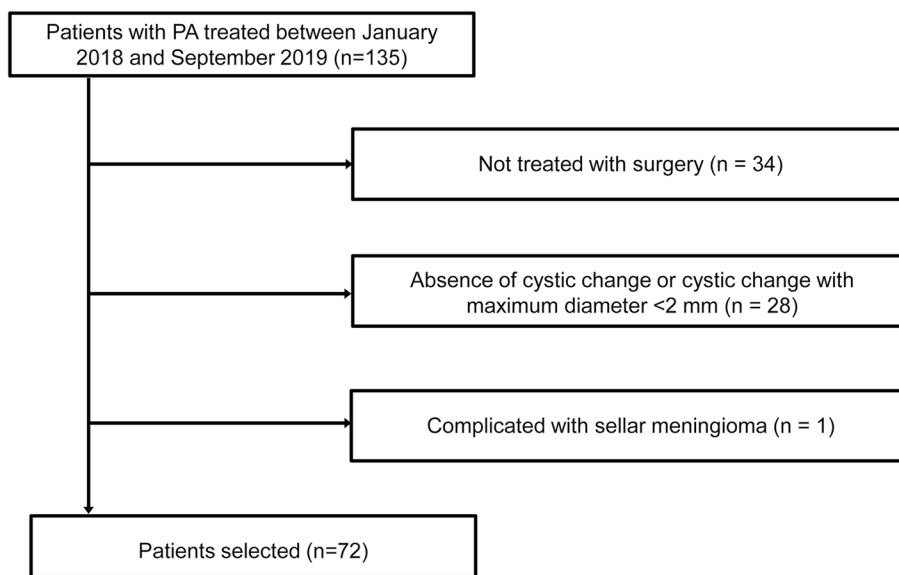 Patients with PA treated between January
2018 and September 2019 (n=135)
Not treated with surgery (n = 34)
Absence of cystic change or cystic change with
maximum diameter <2 mm (n = 28)
Complicated with sellar meningioma (n = 1)
Patients selected (n=72)